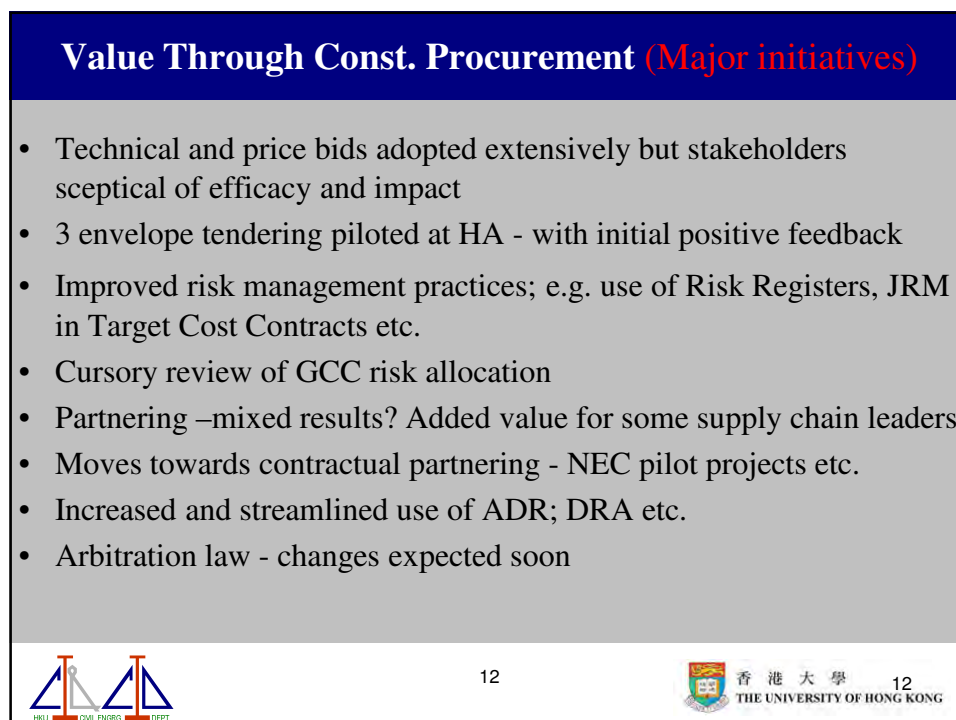 Value Through Const. Procurement (Major initiatives)
• Technical and price bids adopted extensively but stakeholders
sceptical of efficacy and impact
• 3 envelope tendering piloted at HA - with initial positive feedback
• Improved risk management practices; e.g. use of Risk Registers, JRM
in Target Cost Contracts etc.
• Cursory review of GCC risk allocation
• Partnering –mixed results? Added value for some supply chain leaders
• Moves towards contractual partnering - NEC pilot projects etc.
• Increased and streamlined use of ADR; DRA etc.
• Arbitration law - changes expected soon
HKU CIVIL ENGRG DEPT
12
香港大學
THE UNIVERSITY OF HONG KONG
12